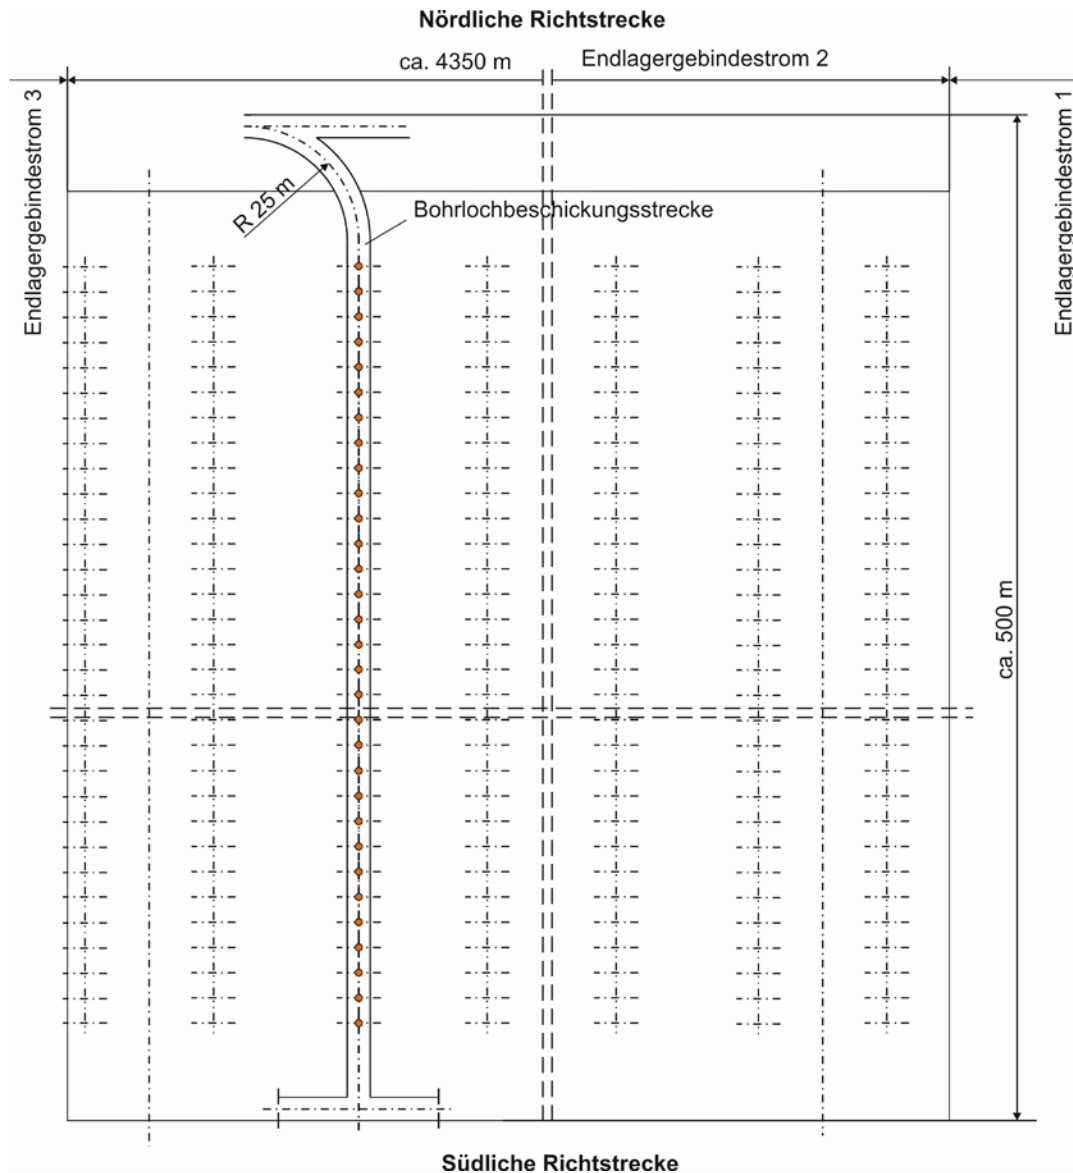 Nördliche Richtstrecke
ca. 4350 m
Endlagergebindestrom 2
Endlagergebindestrom 3
Endlagergebindestrom 1
R 25 m
Bohrlochbeschickungsstrecke
ca. 500 m
Südliche Richtstrecke